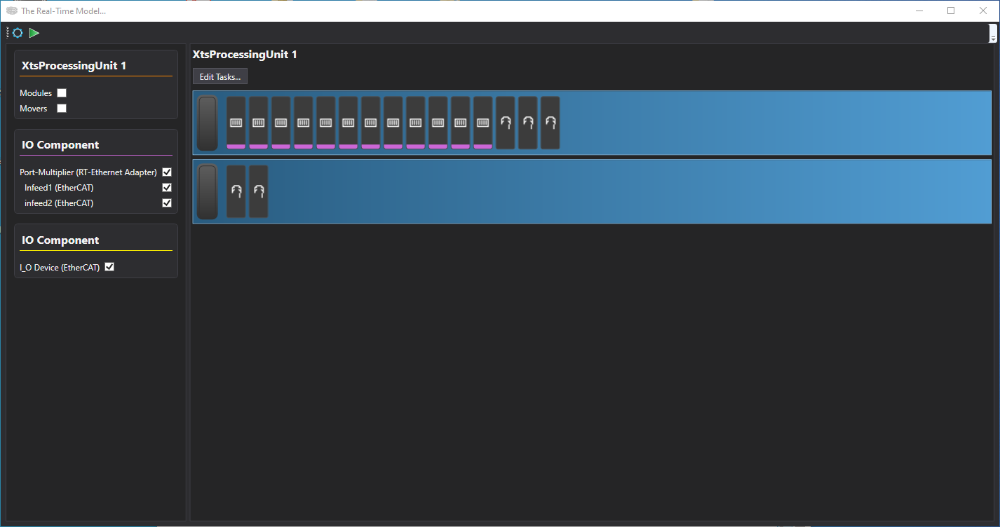 The Real-Time Model...
XtsProcessingUnit 1
Modules
Movers
IO Component
Port-Multiplier (RT-Ethernet Adapter)
Infeed1 (EtherCAT)
infeed2 (EtherCAT)
IO Component
I_O Device (EtherCAT)
XtsProcessingUnit 1
Edit Tasks...